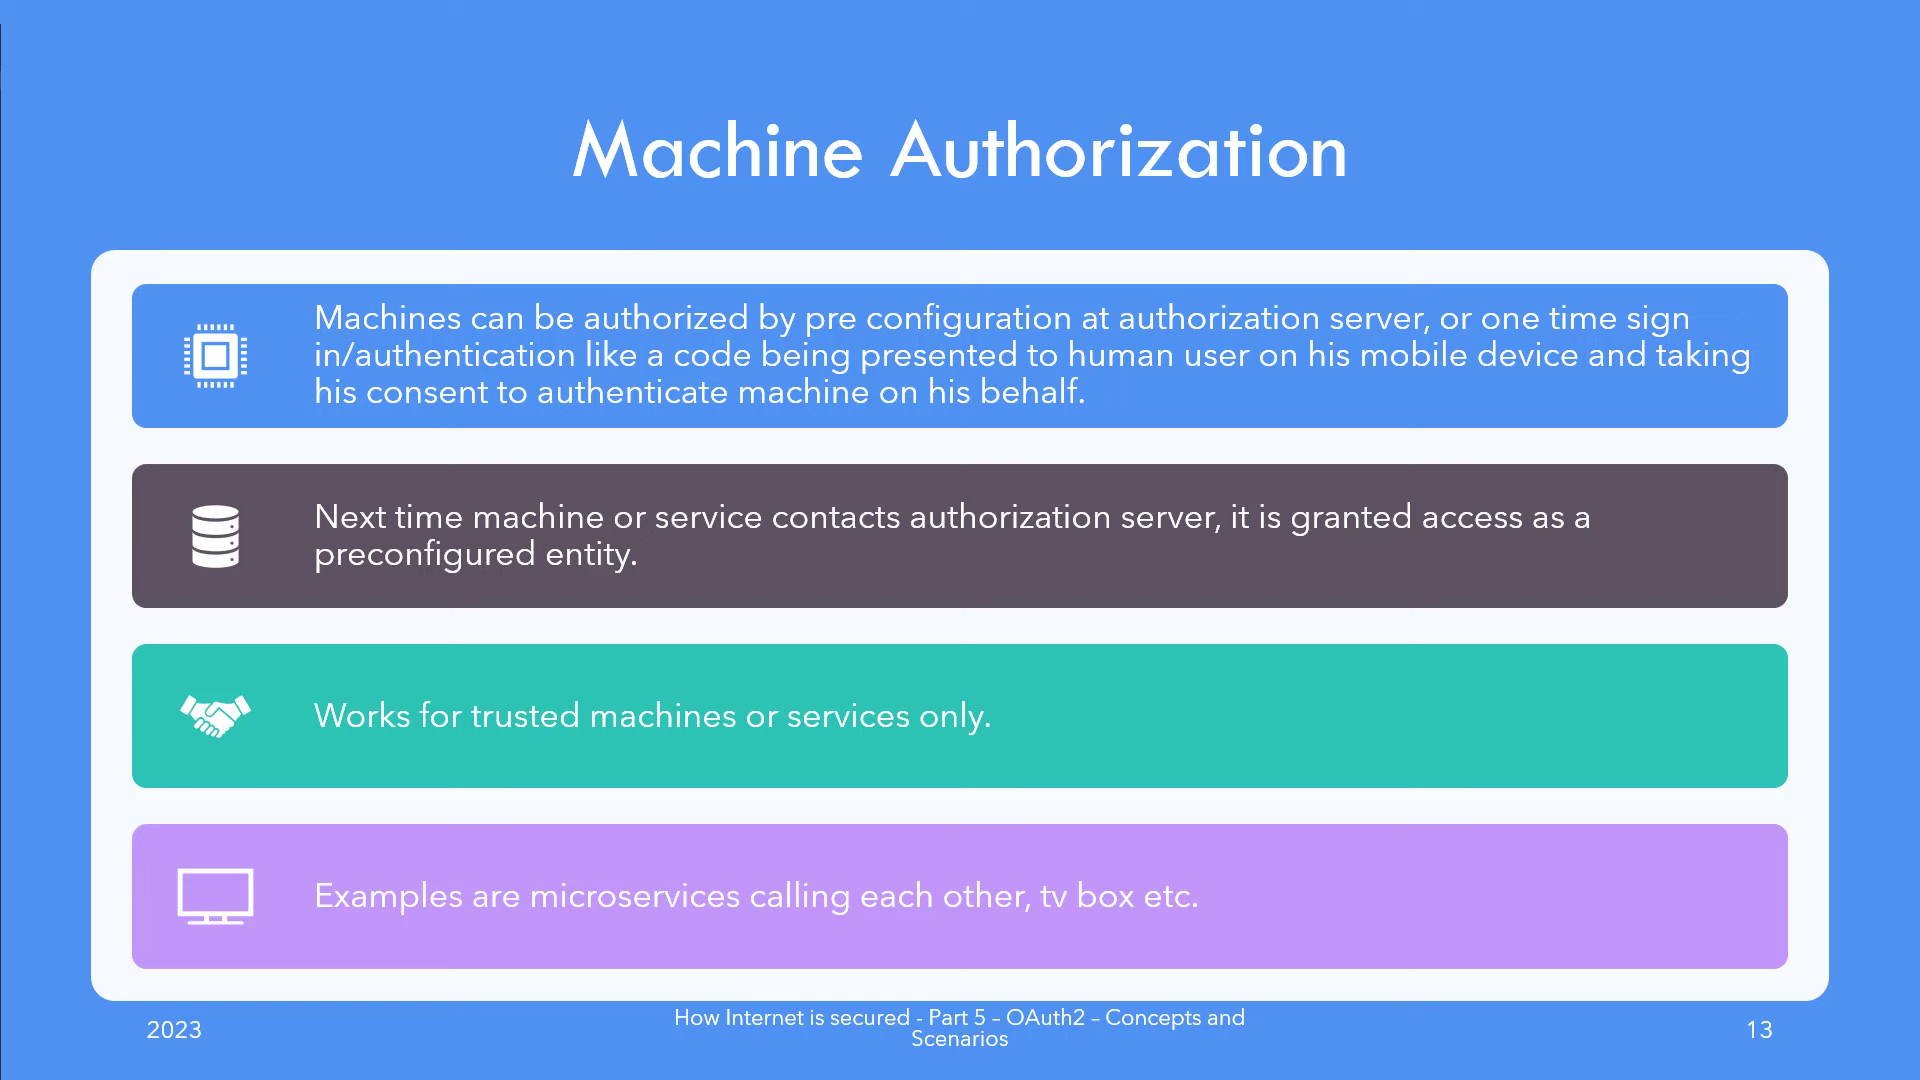 Machine Authorization
Machines can be authorized by pre configuration at authorization server, or one time sign
in/authentication like a code being presented to human user on his mobile device and taking
his consent to authenticate machine on his behalf.
Next time machine or service contacts authorization server, it is granted access as a
preconfigured entity.
Works for trusted machines or services only.
Examples are microservices calling each other, tv box etc.
2023
How Internet is secured - Part 5 – OAuth2 – Concepts and
Scenarios
13